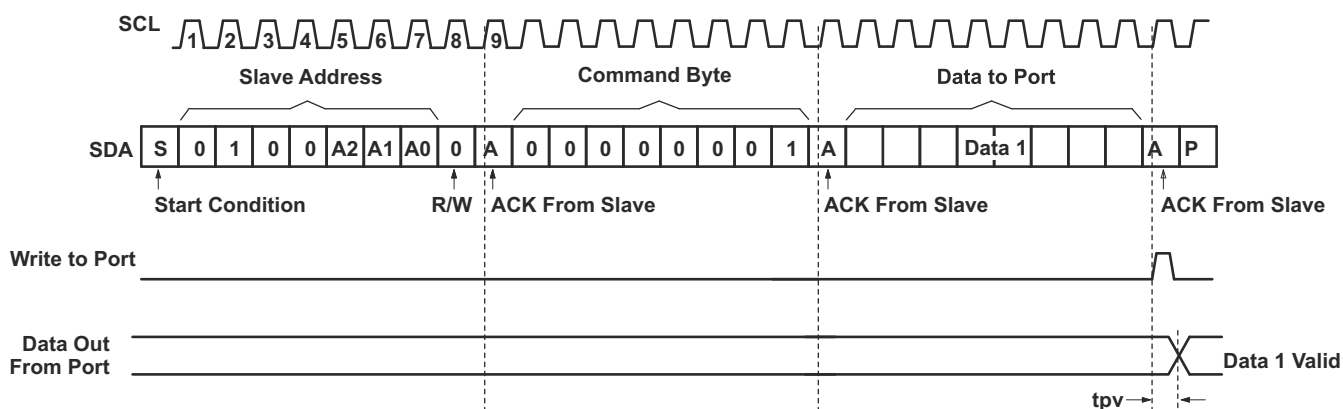 SCL
1 2 3 4 5 6 7 8 9
Slave Address Command Byte Data to Port
SDA S 0 1 0 0 A2 A1 A0 0 A 0 0 0 0 0 0 0 1 A Data 1 A P
Start Condition R/W ACK From Slave ACK From Slave ACK From Slave
Write to Port
Data Out
From Port
Data 1 Valid
tpv